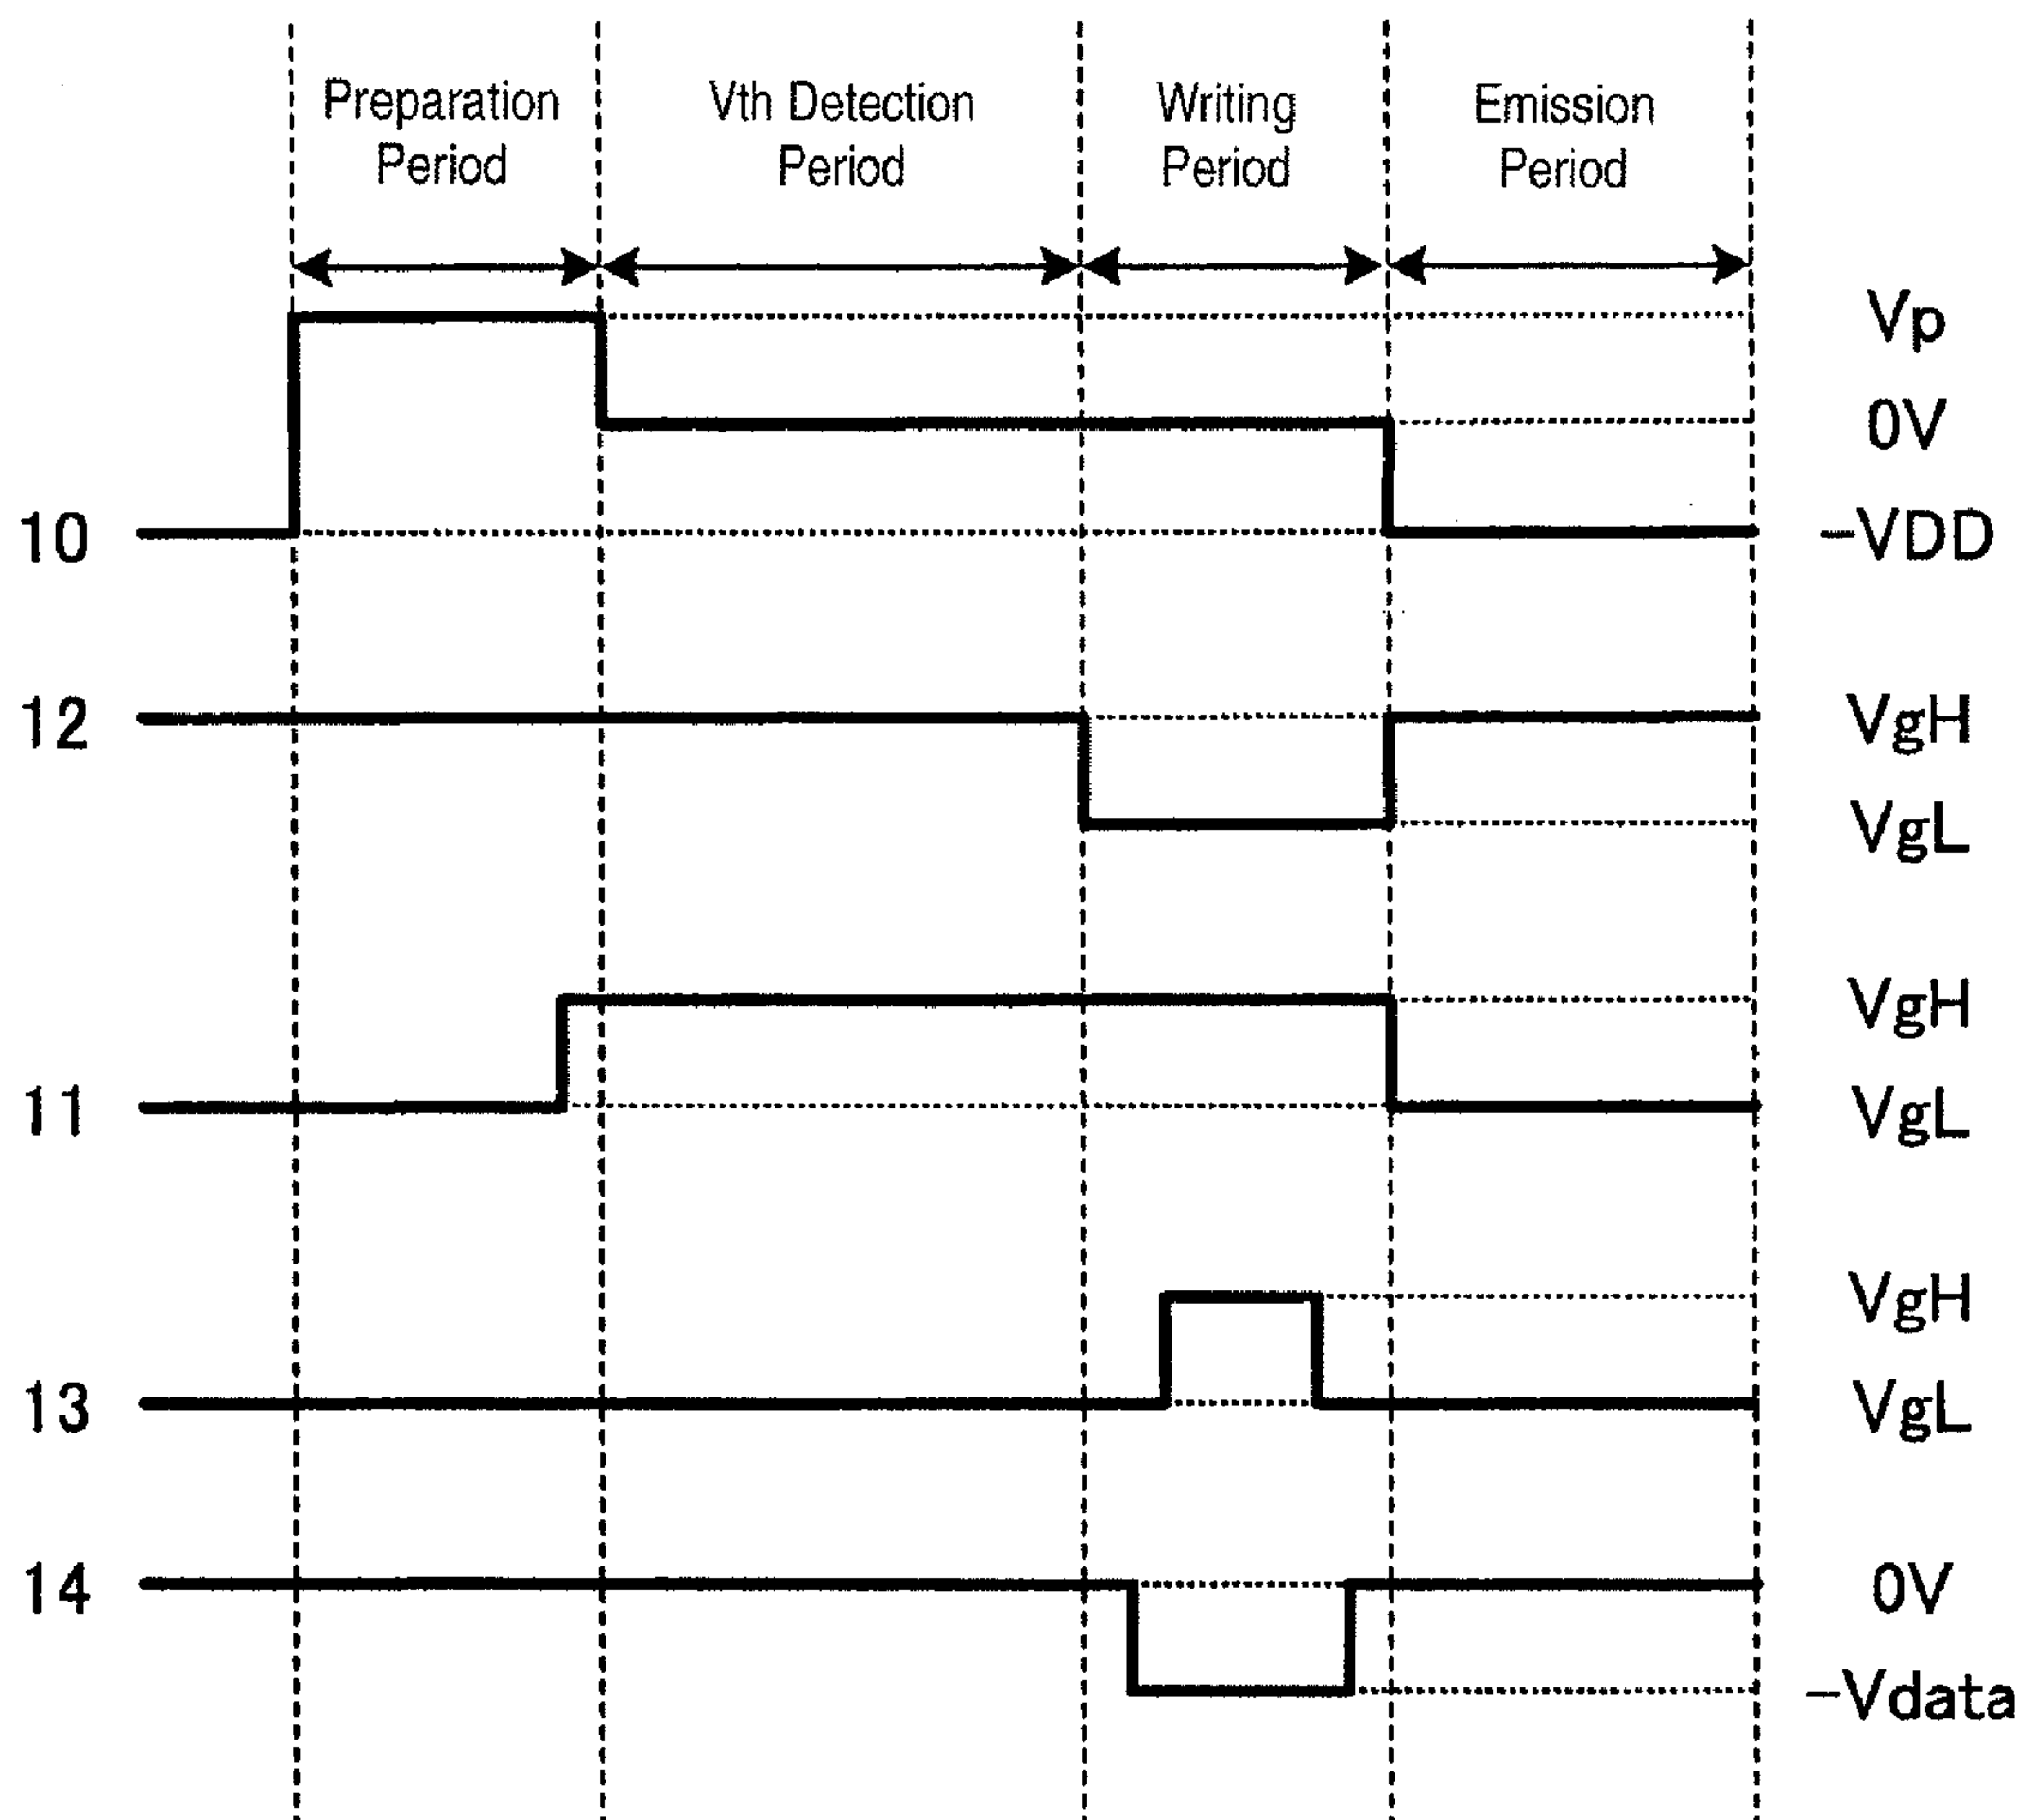 Preparation Period
Vth Detection Period
Writing Period
Emission Period
Vp
0V
10
-VDD
12
VgH
VgL
VgH
11
VgL
VgH
13
VgL
14
0V
-Vdata